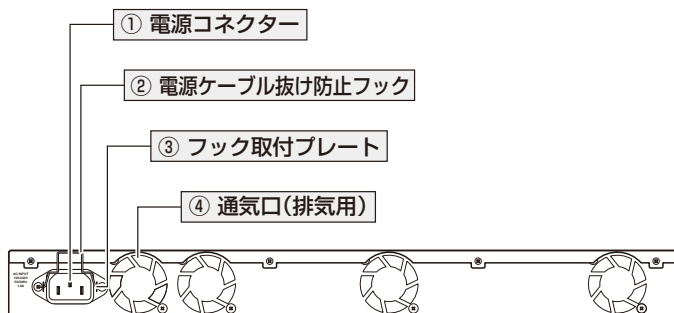 ① 電源コネクター
② 電源ケーブル抜け防止フック
③ フック取付プレート
④ 通気口(排気用)
AC INPUT